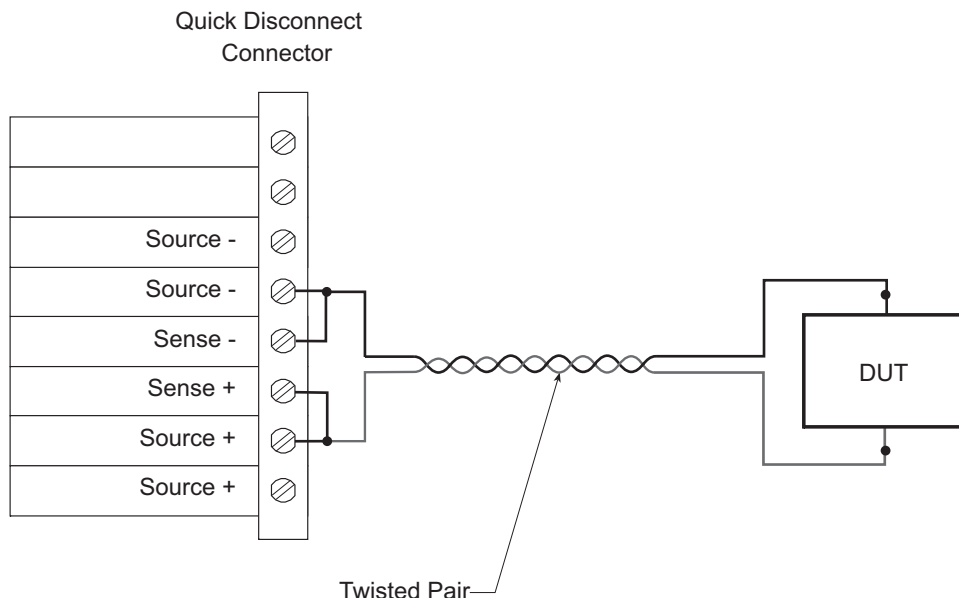 Quick Disconnect
Connector
Source -
Source -
Sense -
Sense +
Source +
Source +
DUT
Twisted Pair